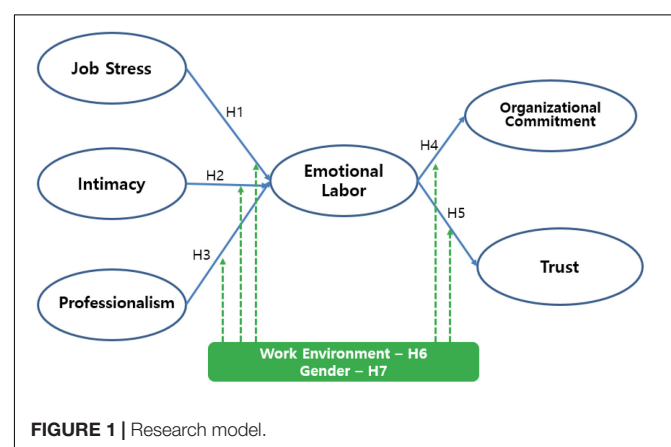 Job Stress
H1
Intimacy
H2
Professionalism
H3
Emotional
Labor
H4
Organizational
Commitment
H5
Trust
Work Environment – H6
Gender – H7
FIGURE 1 | Research model.